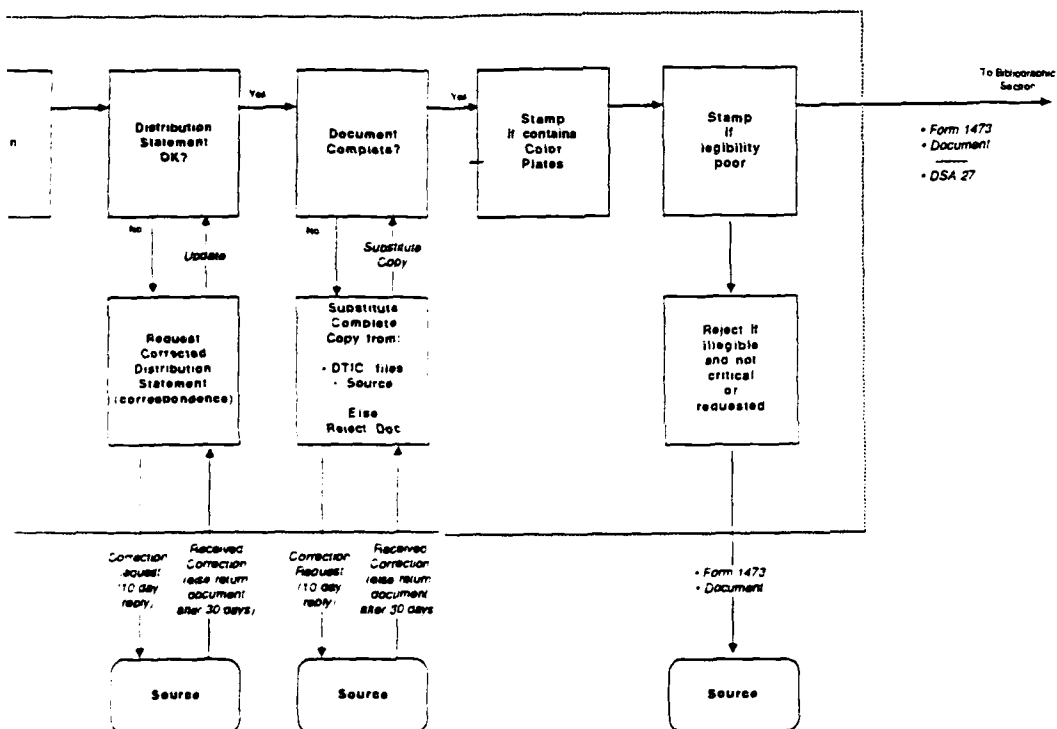 To Bibliographic
Section
n
Distribution
Statement
OK?
Yes
Document
Complete?
Yes
Stamp
If contains
Color
Plates
Stamp
if
legibility
poor
• Form 1473
• Document
• DSA 27
No
Update
No
Substitute
Copy
Request
Corrected
Distribution
Statement
(correspondence)
Substitute
Complete
Copy from:
• DTIC files
• Source
Else
Reject Doc
Reject if
illegible
and not
critical
or
requested
Correction
request
(10 day
reply)
Received
Correction
(else return
document
after 30 days)
Correction
Request
(10 day
reply)
Received
Correction
(else return
document
after 30 days
• Form 1473
• Document
Source
Source
Source